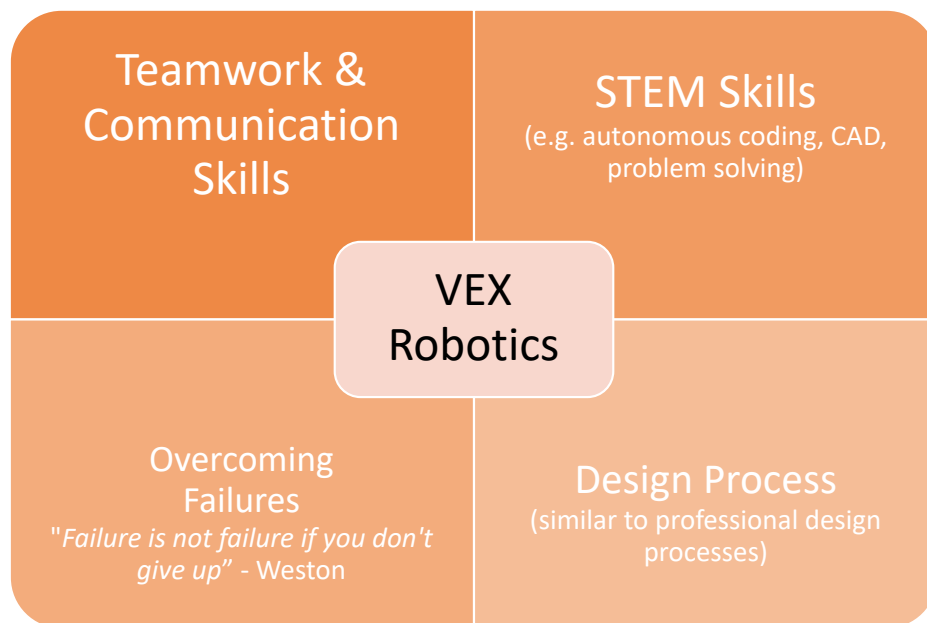 Teamwork &
Communication
Skills
STEM Skills
(e.g. autonomous coding, CAD,
problem solving)
VEX
Robotics
Overcoming
Failures
"Failure is not failure if you don't
give up” - Weston
Design Process
(similar to professional design
processes)